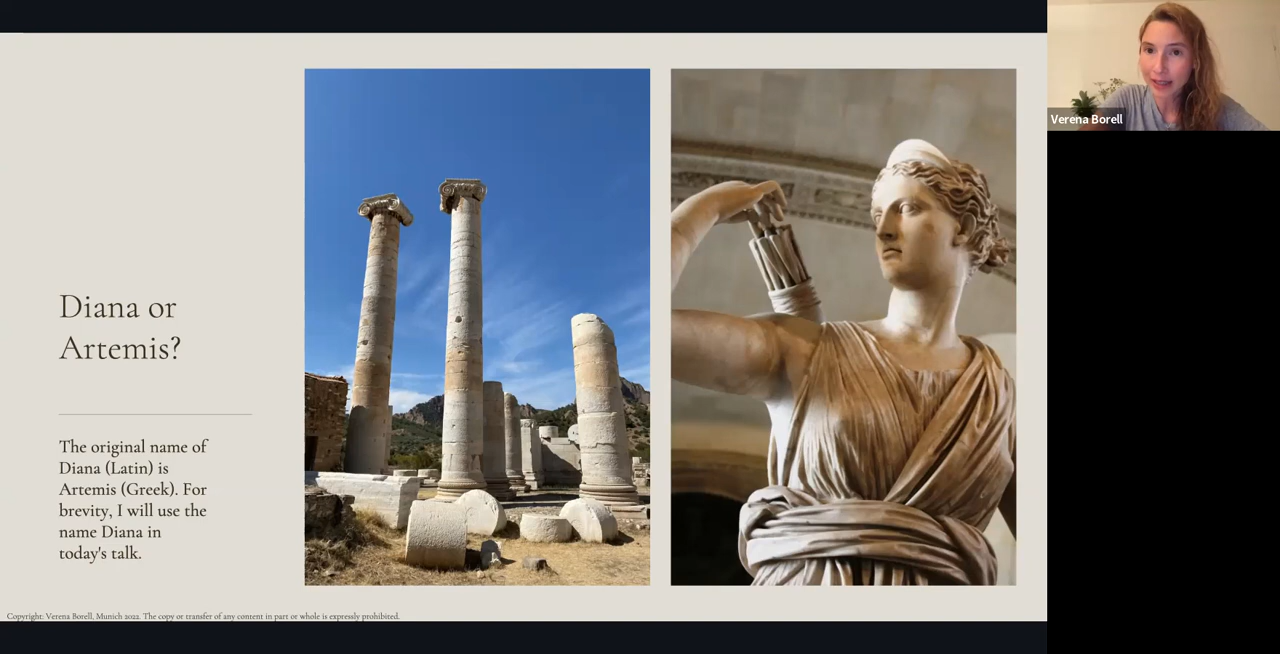 Diana or
Artemis?
The original name of
Diana (Latin) is
Artemis (Greek). For
brevity, I will use the
name Diana in
today's talk.
Copyright: Verena Borell, Munich 2022. The copy or transfer of any content in part or whole is expressly prohibited.
Verena Borell